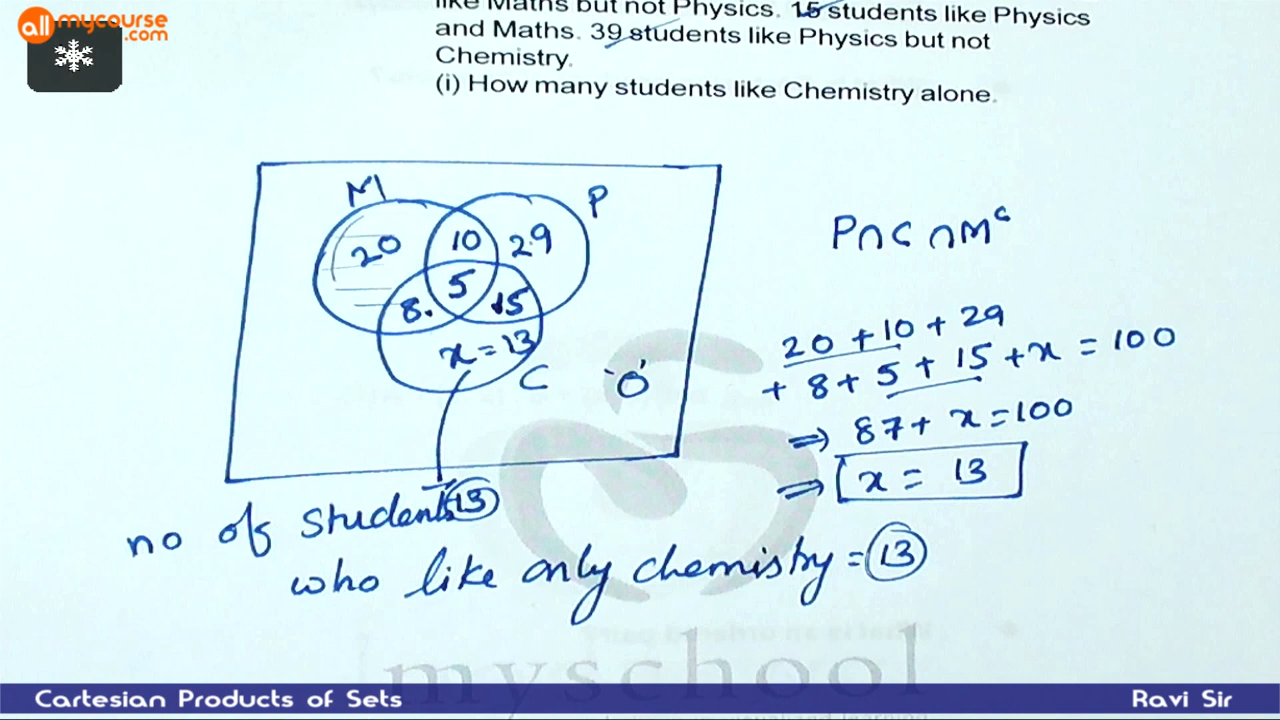 all
mycourse
.com
like Maths but not Physics. 15 students like Physics
and Maths. 39 students like Physics but not
Chemistry.
(i) How many students like Chemistry alone.
M
P
20
10
29
5
8.
15
x = 13
C
'0'
P∩C∩Mᶜ
20 + 10 + 29
+ 8 + 5 + 15 + x = 100
⇒ 87 + x = 100
⇒ x = 13
no of students 13
who like only chemistry = 13
myschool
Cartesian Products of Sets
Ravi Sir